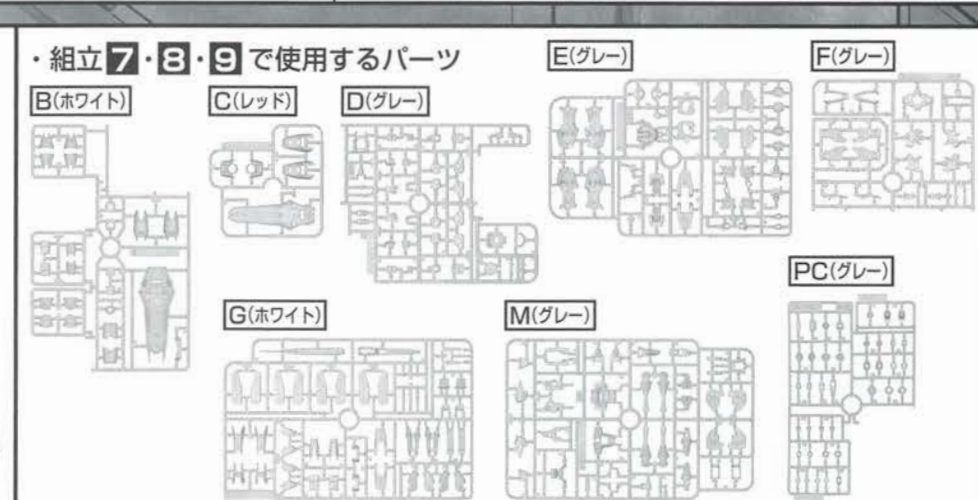 ・組立7・8・9で使用するパーツ
B(ホワイト)
C(レッド)
D(グレー)
E(グレー)
F(グレー)
G(ホワイト)
M(グレー)
PC(グレー)